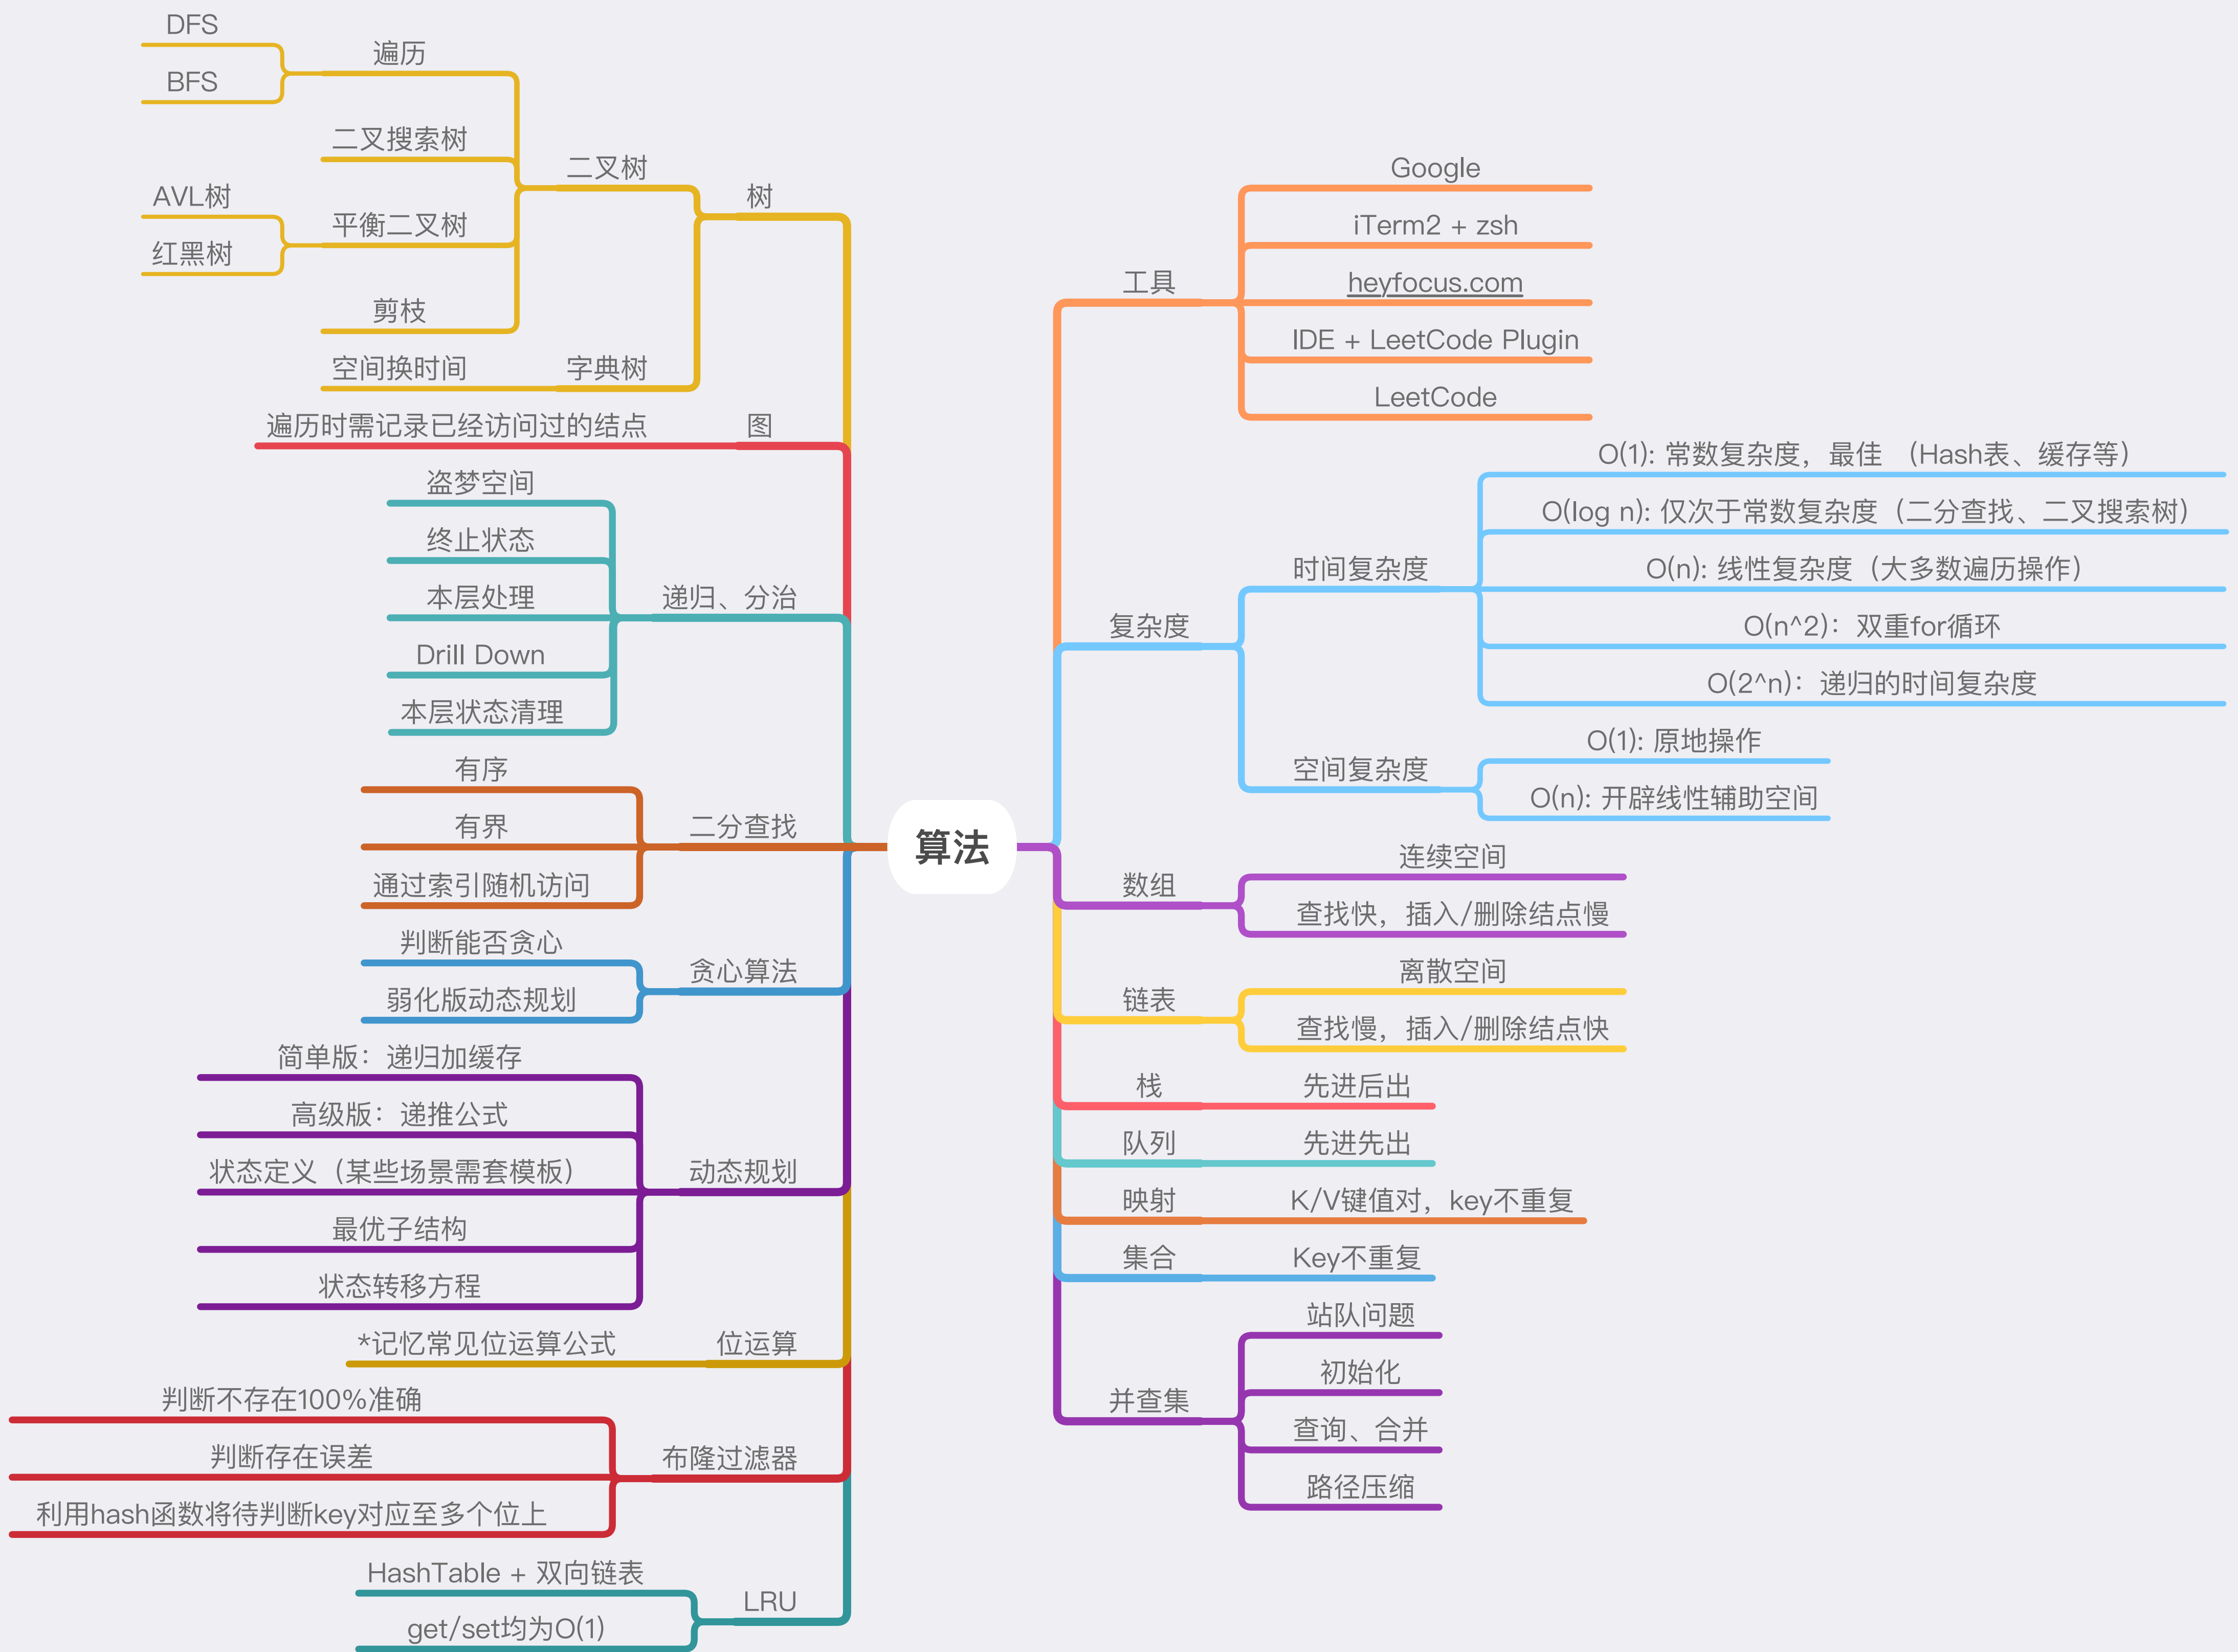 算法
工具
Google
iTerm2 + zsh
heyfocus.com
IDE + LeetCode Plugin
LeetCode
复杂度
时间复杂度
O(1): 常数复杂度，最佳 （Hash表、缓存等）
O(log n): 仅次于常数复杂度（二分查找、二叉搜索树）
O(n): 线性复杂度（大多数遍历操作）
O(n^2)：双重for循环
O(2^n)：递归的时间复杂度
空间复杂度
O(1): 原地操作
O(n): 开辟线性辅助空间
数组
连续空间
查找快，插入/删除结点慢
链表
离散空间
查找慢，插入/删除结点快
栈
先进后出
队列
先进先出
映射
K/V键值对，key不重复
集合
Key不重复
并查集
站队问题
初始化
查询、合并
路径压缩
树
二叉树
遍历
DFS
BFS
二叉搜索树
平衡二叉树
AVL树
红黑树
剪枝
字典树
空间换时间
图
遍历时需记录已经访问过的结点
递归、分治
盗梦空间
终止状态
本层处理
Drill Down
本层状态清理
二分查找
有序
有界
通过索引随机访问
贪心算法
判断能否贪心
弱化版动态规划
动态规划
简单版：递归加缓存
高级版：递推公式
状态定义（某些场景需套模板）
最优子结构
状态转移方程
位运算
*记忆常见位运算公式
布隆过滤器
判断不存在100%准确
判断存在误差
利用hash函数将待判断key对应至多个位上
LRU
HashTable + 双向链表
get/set均为O(1)